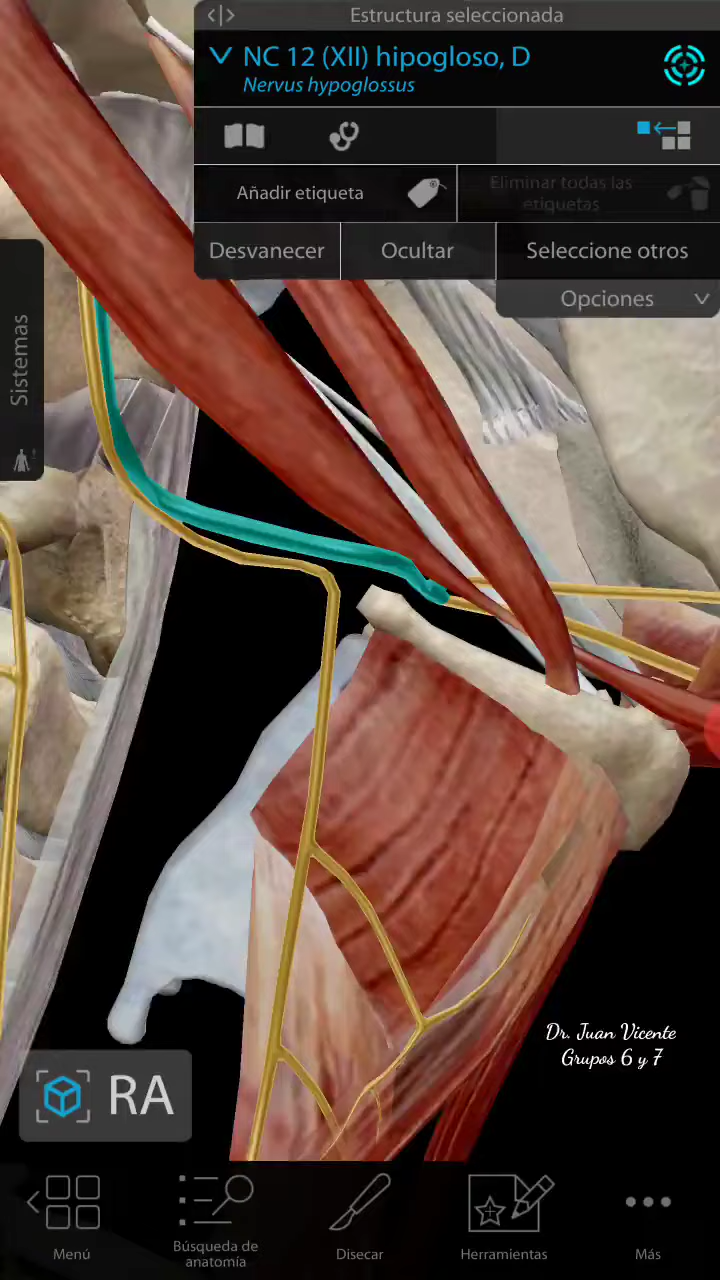 Estructura seleccionada
NC 12 (XII) hipogloso, D
Nervus hypoglossus
Añadir etiqueta
Eliminar todas las
etiquetas
Desvanecer
Ocultar
Seleccione otros
Opciones
Sistemas
Dr. Juan Vicente
Grupos 6 y 7
RA
Menú
Búsqueda de
anatomía
Disecar
Herramientas
Más